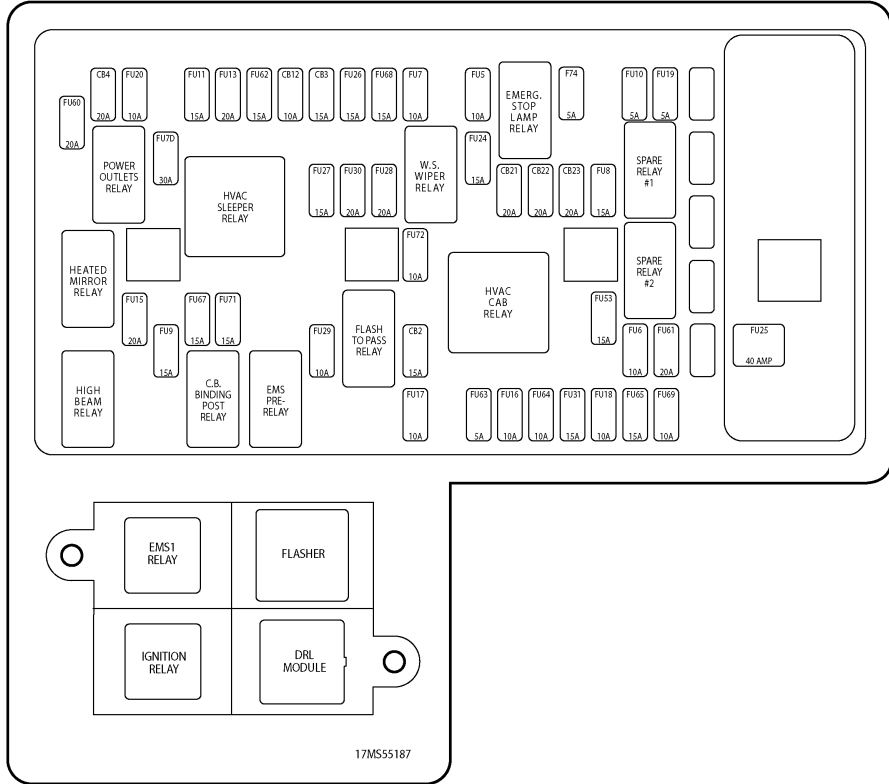 CB4 FU20 FU11 FU13 FU62 CB12 CB3 FU26 FU68 FU7 FU5 F74 FU10 FU19
20A 10A 15A 20A 15A 10A 15A 15A 15A 10A 10A 5A 5A 5A
FU60
20A
EMERG.
STOP
LAMP
RELAY
POWER
OUTLETS
RELAY
FU7D
30A
HVAC
SLEEPER
RELAY
FU27 FU30 FU28
15A 20A 20A
W.S.
WIPER
RELAY
FU24
15A
CB21 CB22 CB23 FU8
20A 20A 20A 15A
SPARE
RELAY
#1
HEATED
MIRROR
RELAY
FU72
10A
HVAC
CAB
RELAY
SPARE
RELAY
#2
FU15
20A
FU67 FU71
15A 15A
FU53
15A
FU9
15A
FU29
10A
FLASH
TO PASS
RELAY
CB2
15A
FU6 FU61
10A 20A
FU25
40 AMP
HIGH
BEAM
RELAY
C.B.
BINDING
POST
RELAY
EMS
PRE-
RELAY
FU17
10A
FU63 FU16 FU64 FU31 FU18 FU65 FU69
5A 10A 10A 15A 10A 15A 10A
EMS1
RELAY
FLASHER
IGNITION
RELAY
DRL
MODULE
17MS55187